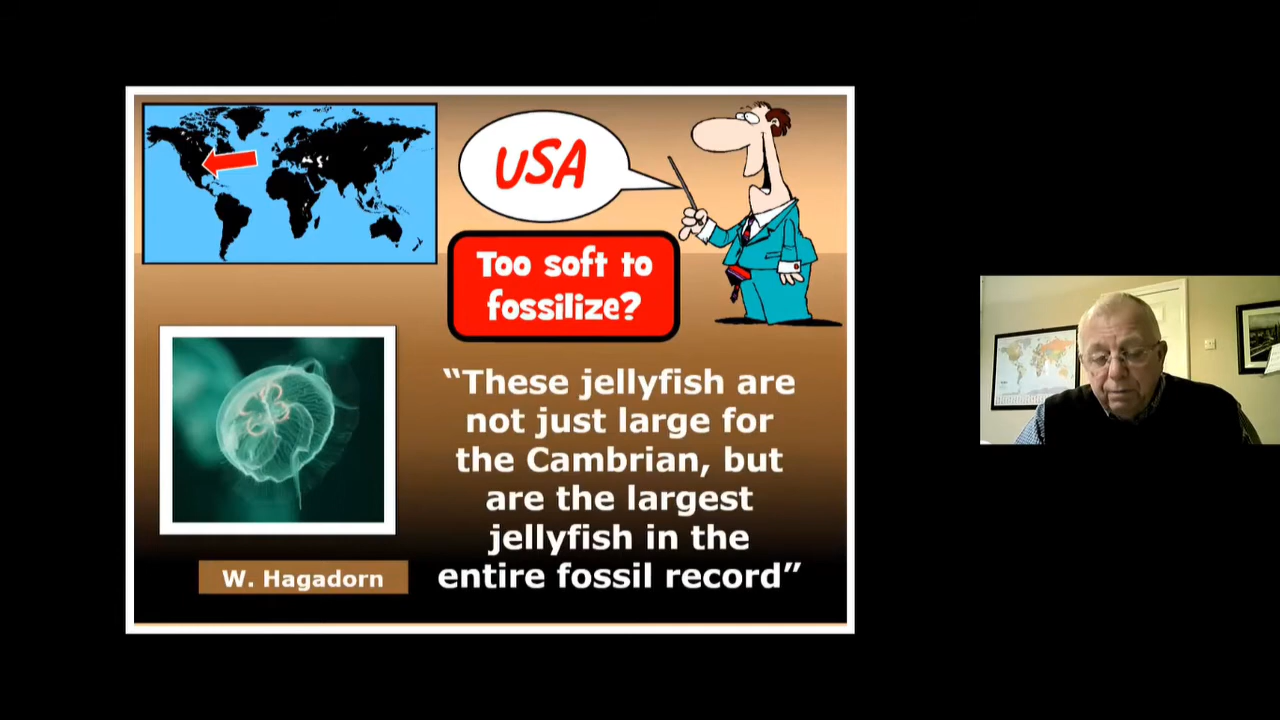 USA
Too soft to
fossilize?
“These jellyfish are
not just large for
the Cambrian, but
are the largest
jellyfish in the
entire fossil record”
W. Hagadorn